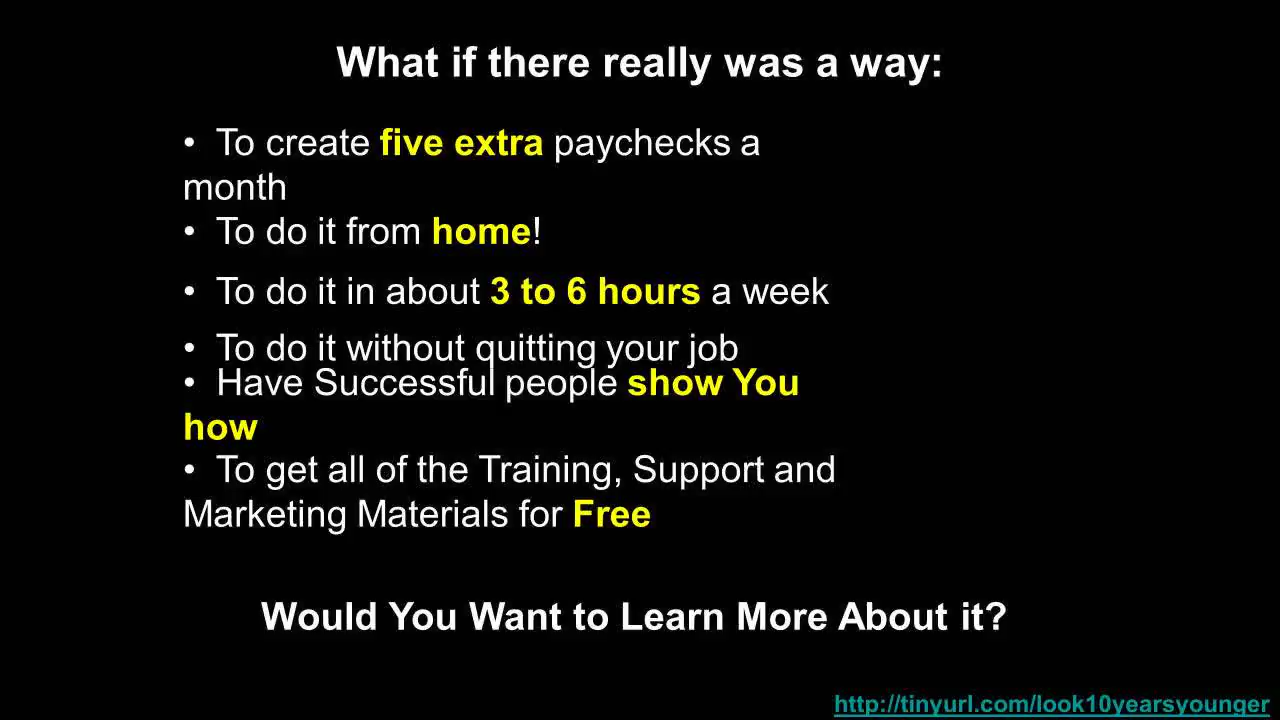 What if there really was a way:
• To create five extra paychecks a
month
• To do it from home!
• To do it in about 3 to 6 hours a week
• To do it without quitting your job
• Have Successful people show You
how
• To get all of the Training, Support and
Marketing Materials for Free
Would You Want to Learn More About it?
http://tinyurl.com/look10yearsyounger